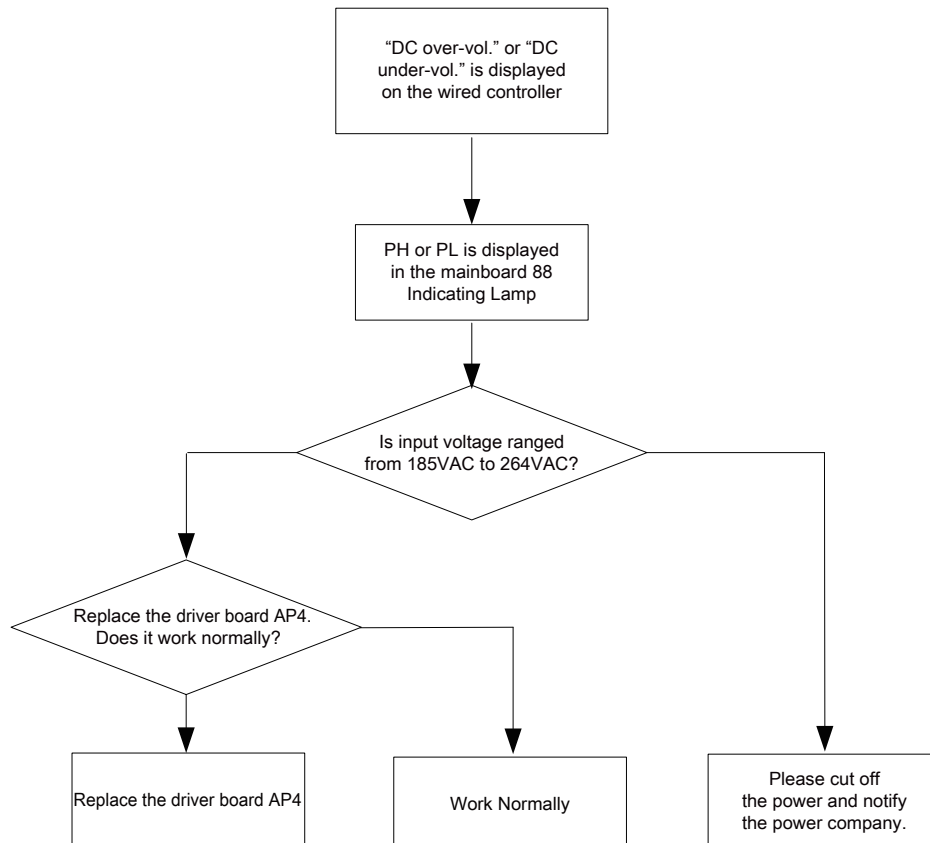 “DC over-vol.” or “DC
under-vol.” is displayed
on the wired controller
PH or PL is displayed
in the mainboard 88
Indicating Lamp
Is input voltage ranged
from 185VAC to 264VAC?
Replace the driver board AP4.
Does it work normally?
Replace the driver board AP4
Work Normally
Please cut off
the power and notify
the power company.